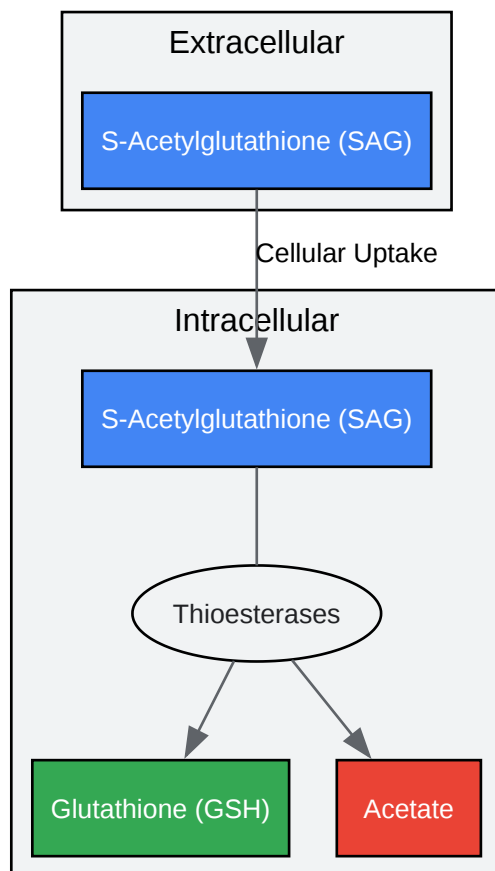 Extracellular
S-Acetylglutathione (SAG)
Cellular Uptake
Intracellular
S-Acetylglutathione (SAG)
Thioesterases
Glutathione (GSH)
Acetate